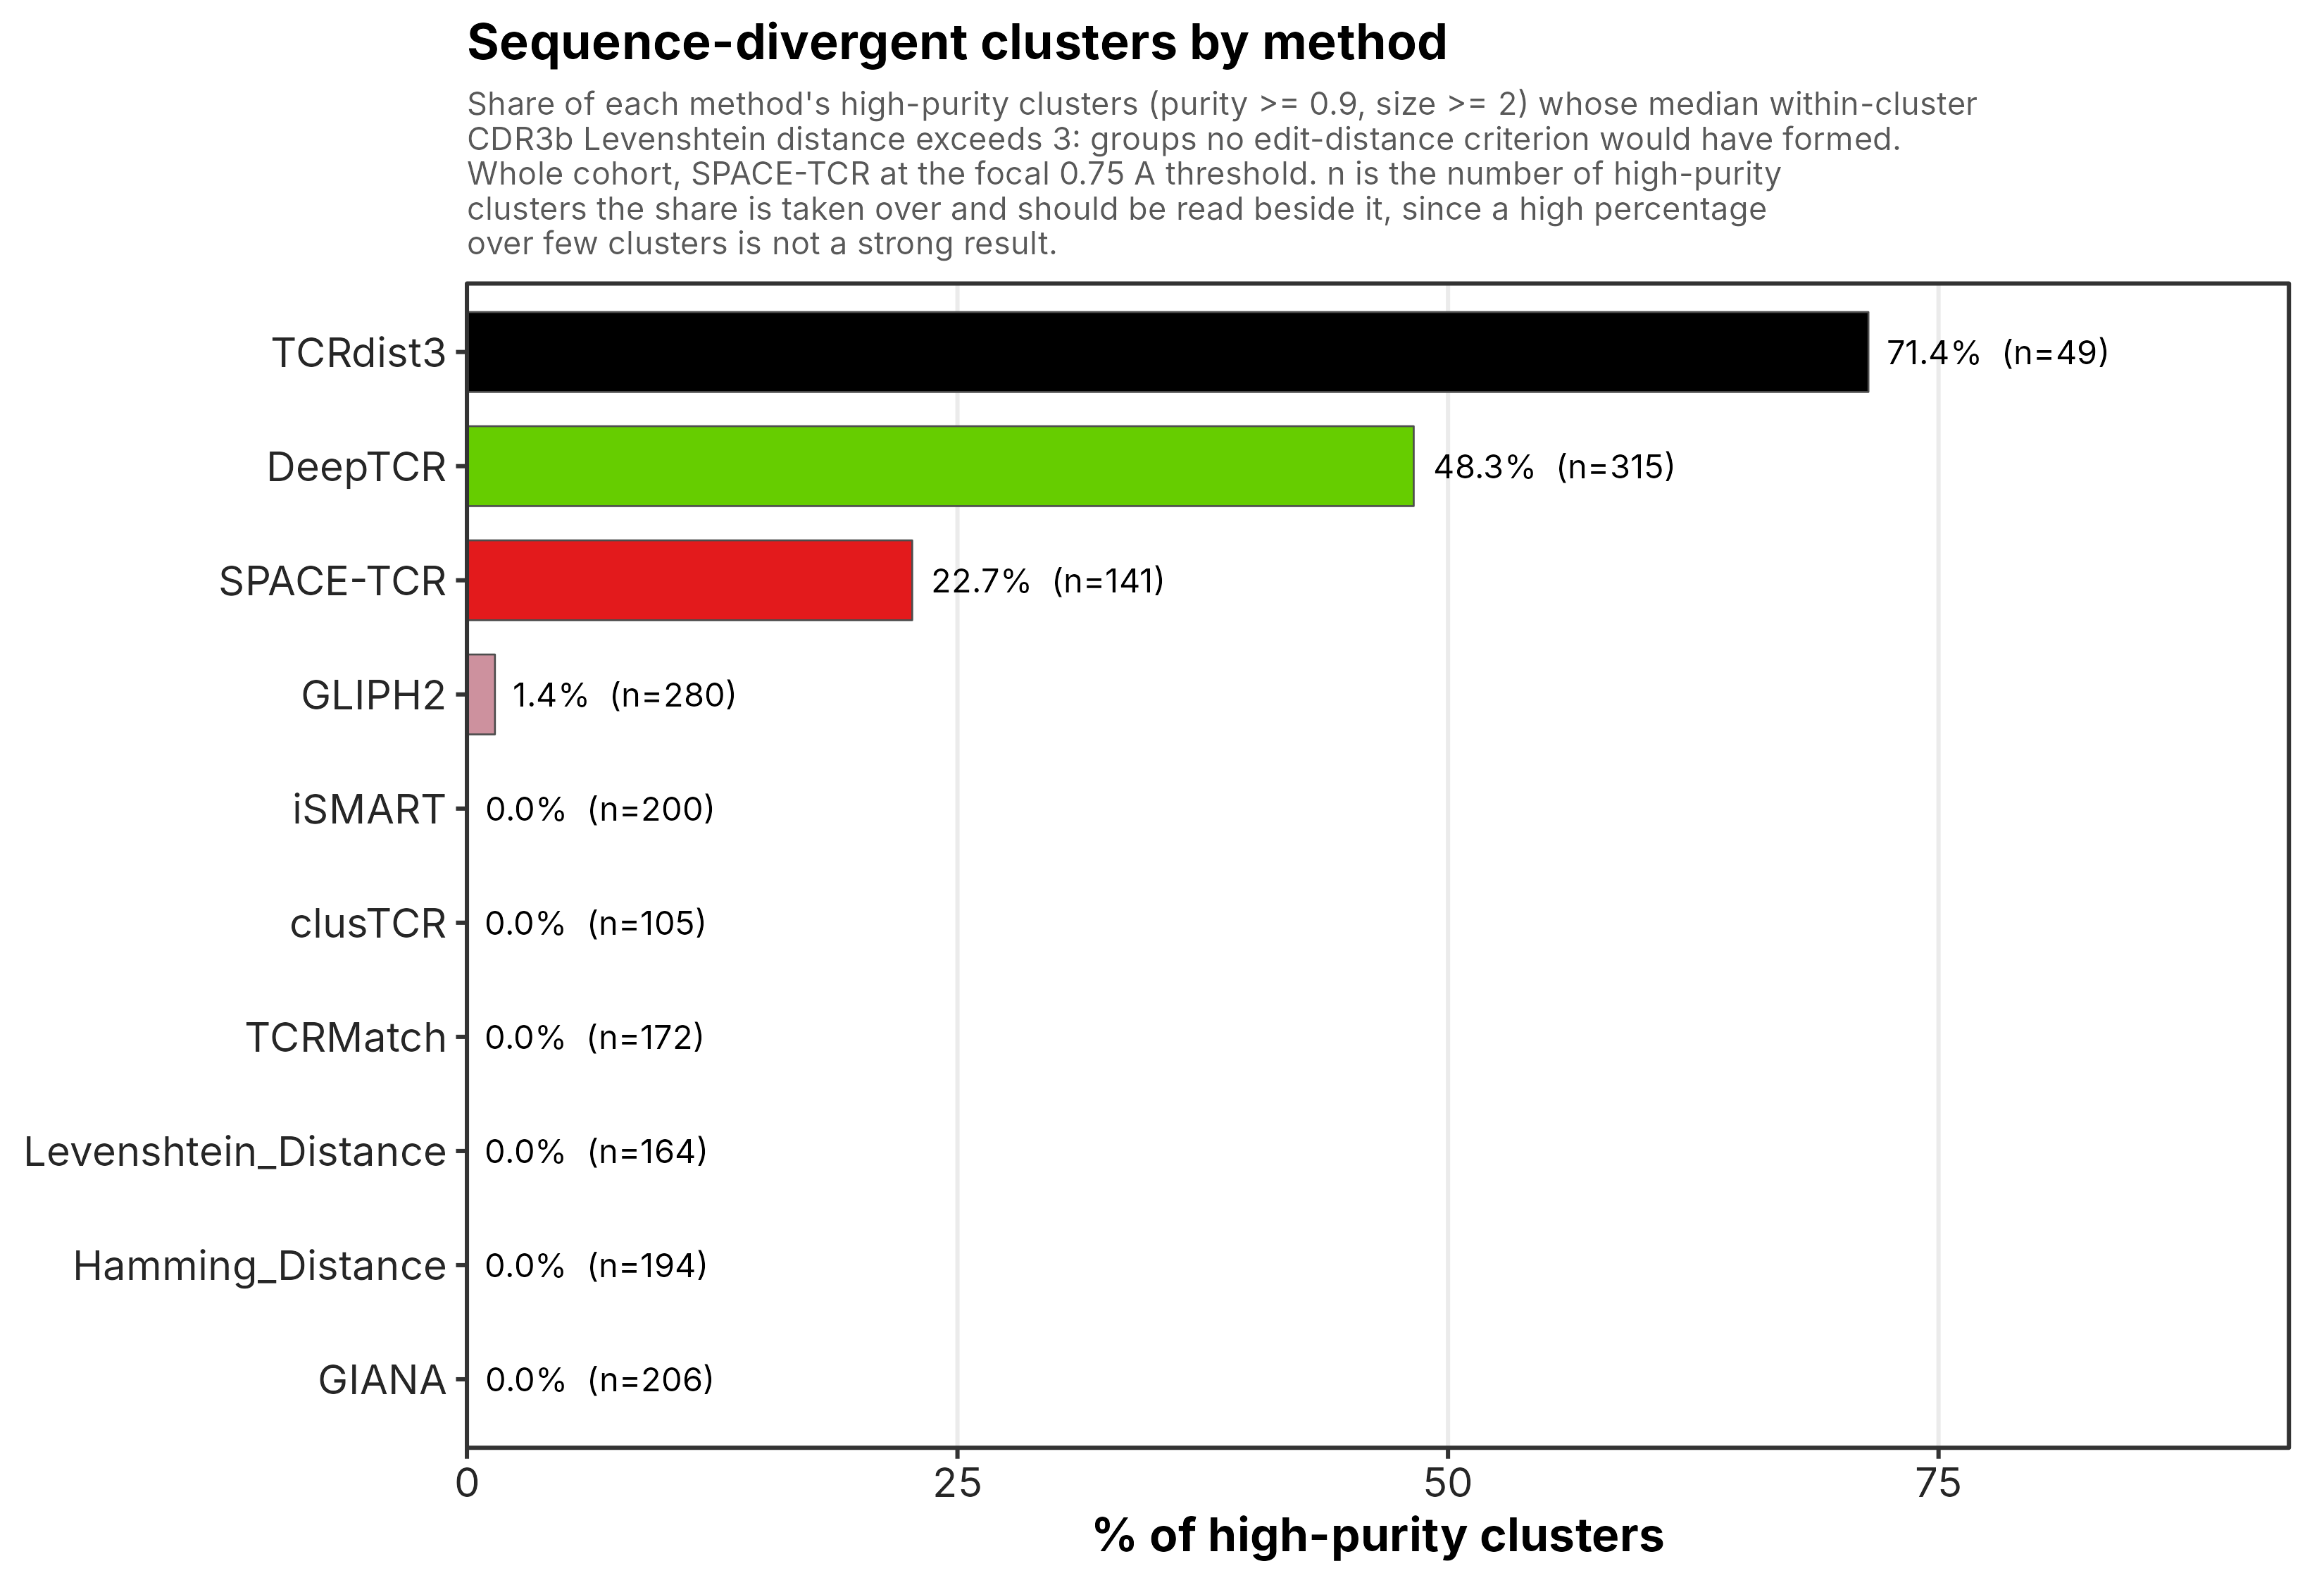 Sequence-divergent clusters by method
Share of each method's high-purity clusters (purity >= 0.9, size >= 2) whose median within-cluster
CDR3b Levenshtein distance exceeds 3: groups no edit-distance criterion would have formed.
Whole cohort, SPACE-TCR at the focal 0.75 A threshold. n is the number of high-purity
clusters the share is taken over and should be read beside it, since a high percentage
over few clusters is not a strong result.
TCRdist3 71.4% (n=49)
DeepTCR 48.3% (n=315)
SPACE-TCR 22.7% (n=141)
GLIPH2 1.4% (n=280)
iSMART 0.0% (n=200)
clusTCR 0.0% (n=105)
TCRMatch 0.0% (n=172)
Levenshtein_Distance 0.0% (n=164)
Hamming_Distance 0.0% (n=194)
GIANA 0.0% (n=206)
0 25 50 75
% of high-purity clusters